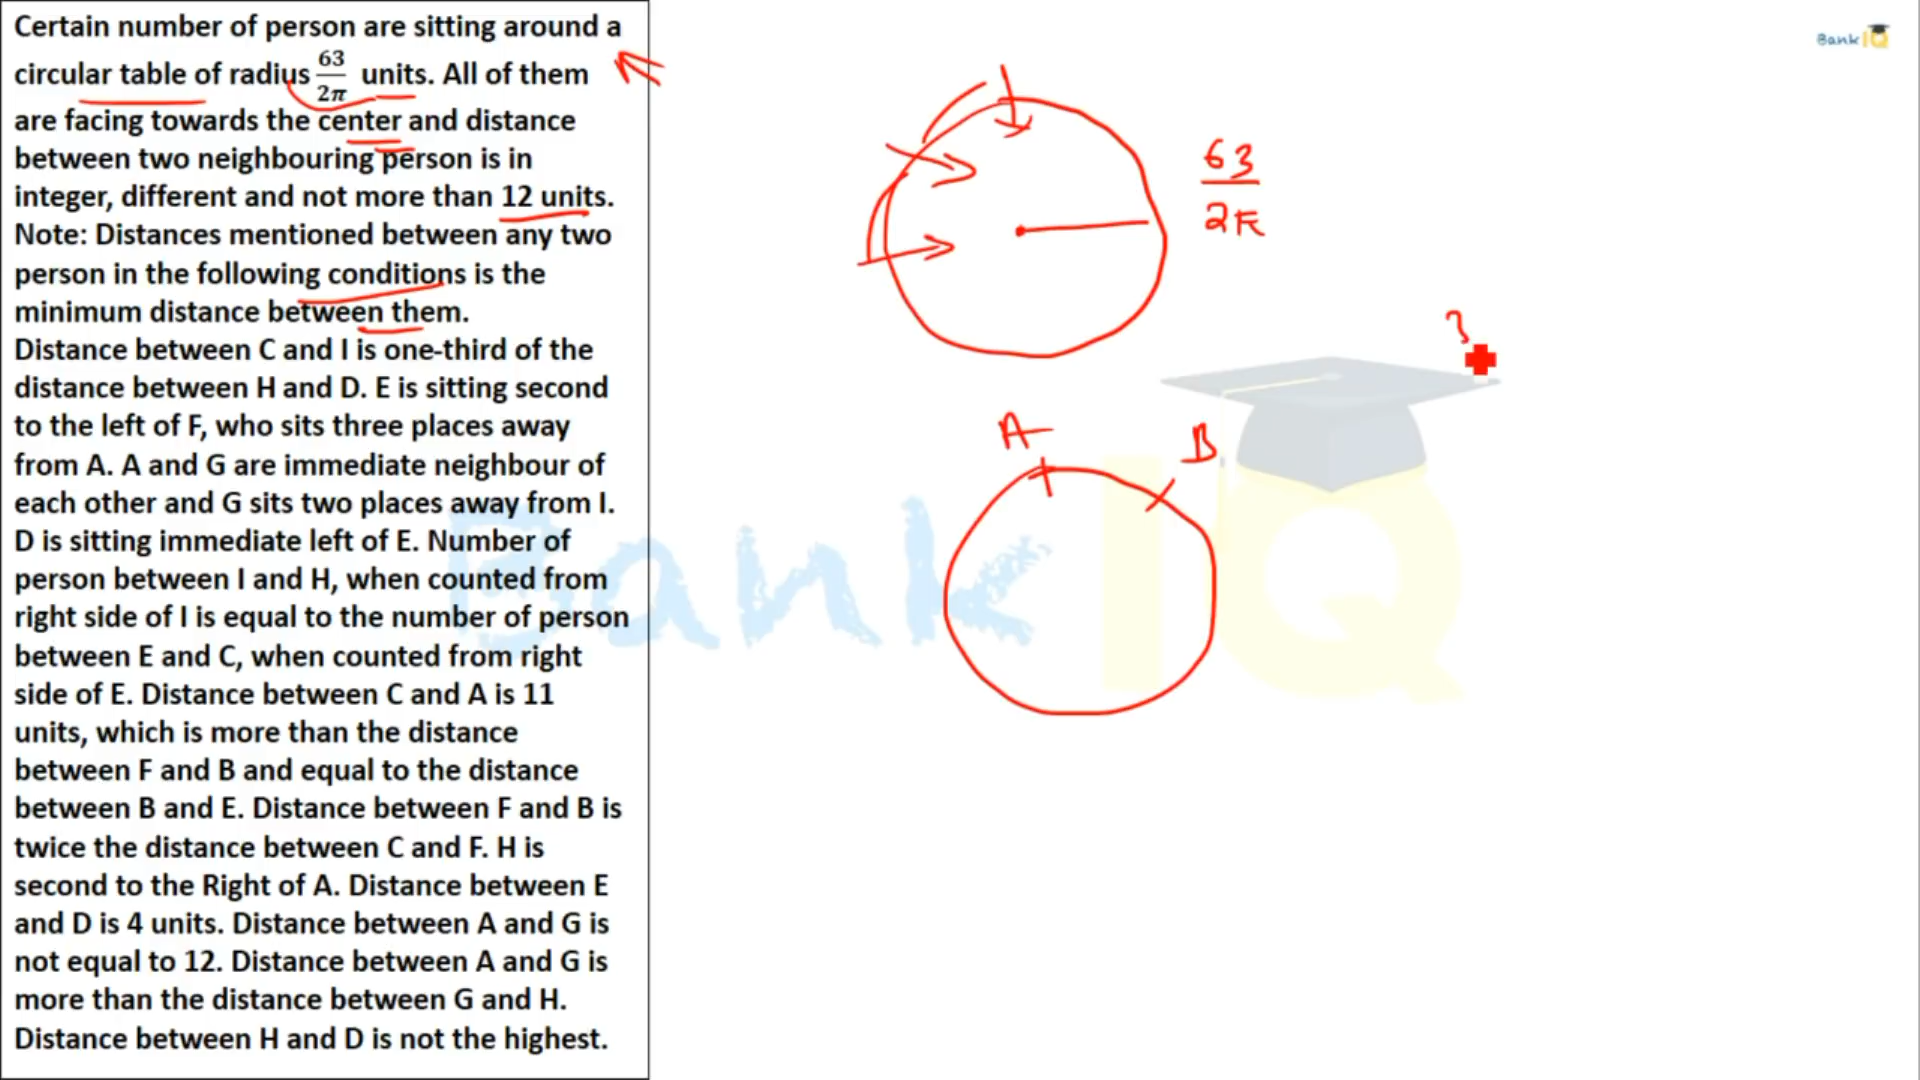 Certain number of person are sitting around a
circular table of radius 63/2π units. All of them
are facing towards the center and distance
between two neighbouring person is in
integer, different and not more than 12 units.
Note: Distances mentioned between any two
person in the following conditions is the
minimum distance between them.
Distance between C and I is one-third of the
distance between H and D. E is sitting second
to the left of F, who sits three places away
from A. A and G are immediate neighbour of
each other and G sits two places away from I.
D is sitting immediate left of E. Number of
person between I and H, when counted from
right side of I is equal to the number of person
between E and C, when counted from right
side of E. Distance between C and A is 11
units, which is more than the distance
between F and B and equal to the distance
between B and E. Distance between F and B is
twice the distance between C and F. H is
second to the Right of A. Distance between E
and D is 4 units. Distance between A and G is
not equal to 12. Distance between A and G is
more than the distance between G and H.
Distance between H and D is not the highest.
Bank IQ
63
2π
A
B
Bank IQ